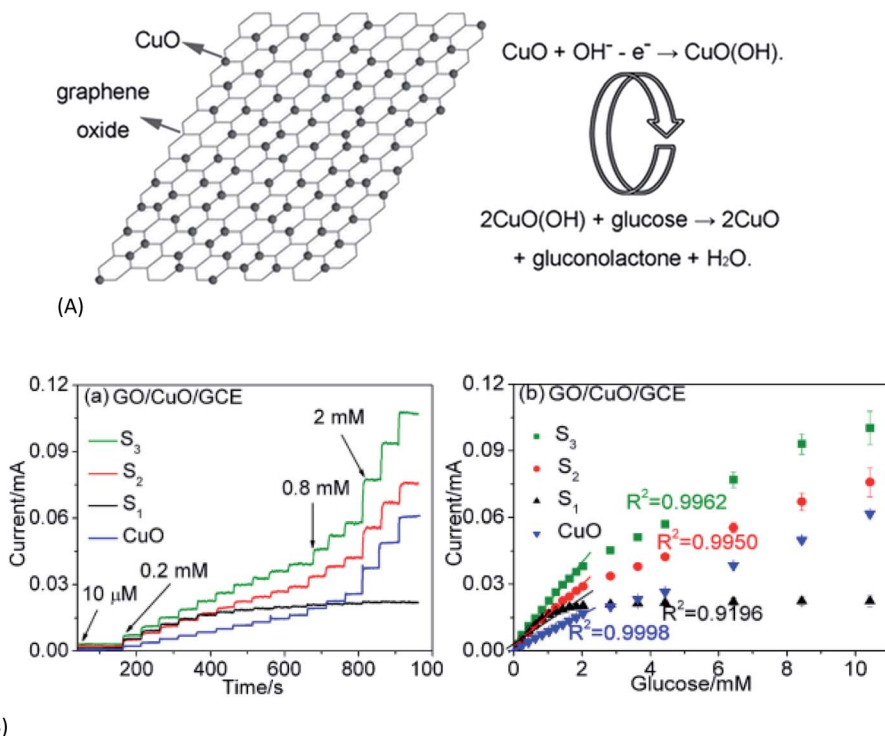 CuO
graphene
oxide
CuO + OH⁻ - e⁻ → CuO(OH).
2CuO(OH) + glucose → 2CuO
+ gluconolactone + H₂O.
(A)
(a) GO/CuO/GCE
S₃
S₂
S₁
CuO
10 μM
0.2 mM
0.8 mM
2 mM
0.12
0.09
0.06
0.03
0.00
Current/mA
200 400 600 800 100
Time/s
(b) GO/CuO/GCE
S₃
S₂
S₁
CuO
R²=0.9962
R²=0.9950
R²=0.9196
R²=0.9998
0.12
0.09
0.06
0.03
0.00
Current/mA
0 2 4 6 8 10
Glucose/mM
)